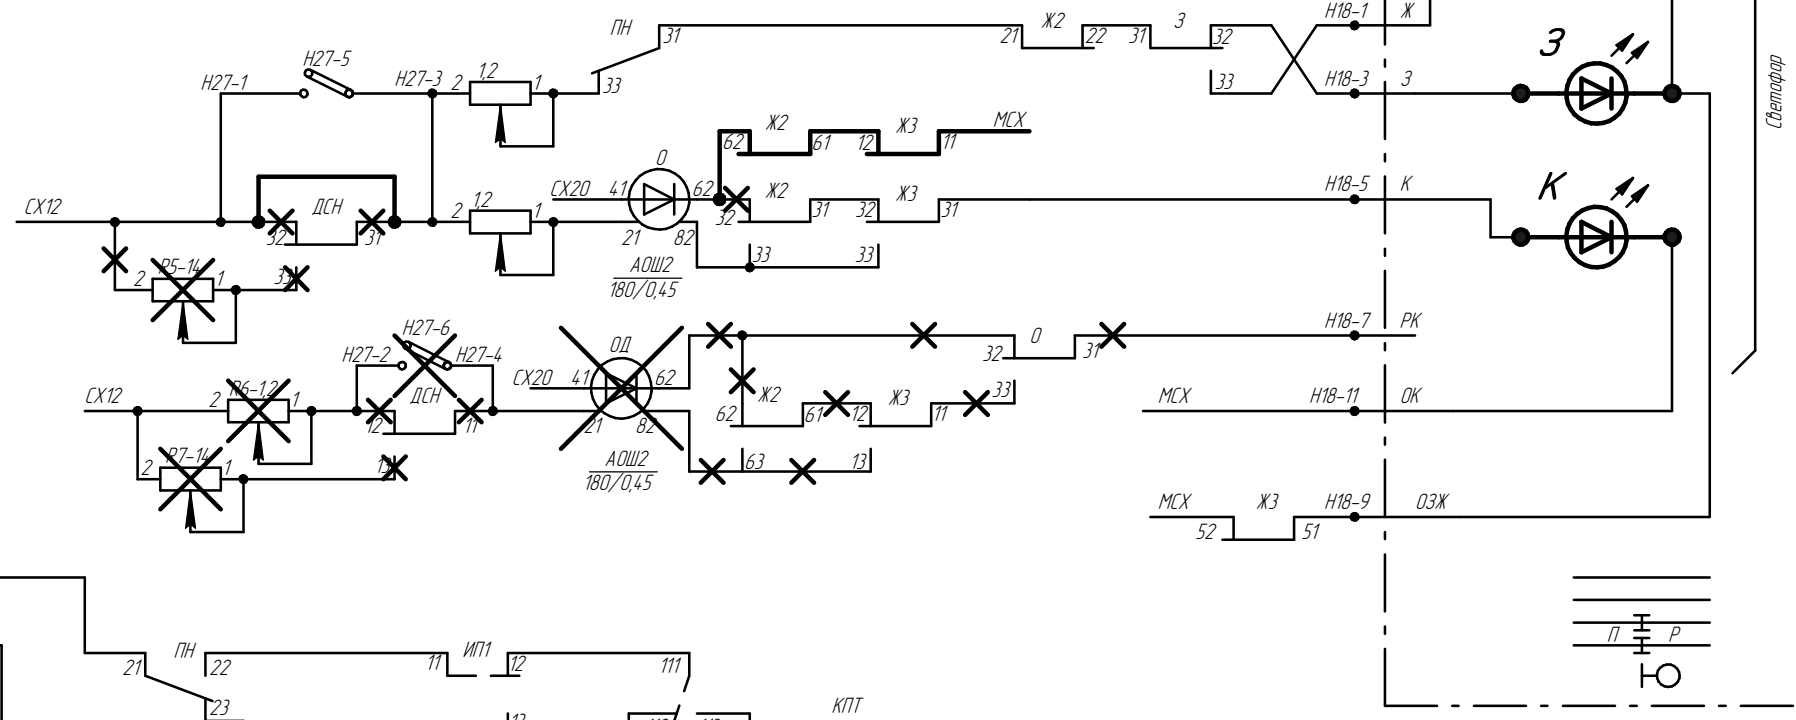 Н18-1 Ж
ПН 31 21 Ж2 22 31 З 32
Н27-5
Н27-1 Н27-3 2 1,2 1 33 33 Н18-3 З
З
Светофор
62 Ж2 61 12 Ж3 11 МСХ
О
СХ20 41 62 Ж2 Ж3 Н18-5 К
К
СХ12 ДСН 2 1,2 1 32 31 32 31
32 31 21 82
33 33
R5-14 АОШ2
2 1 33 180/0,45
Н27-6 Н18-7 РК
Н27-2 Н27-4 ОД 32 О 31
СХ20 41 62 33
СХ12 2 R6-1,2 1 ДСН Ж2 Ж3 МСХ Н18-11 ОК
12 11 21 82 62 61 12 11
R7-14 АОШ2
2 1 13 180/0,45 63 13
МСХ Ж3 Н18-9 ОЗЖ
52 51
П Р
21 ПН 22 11 ИП1 12 111
23
КПТ